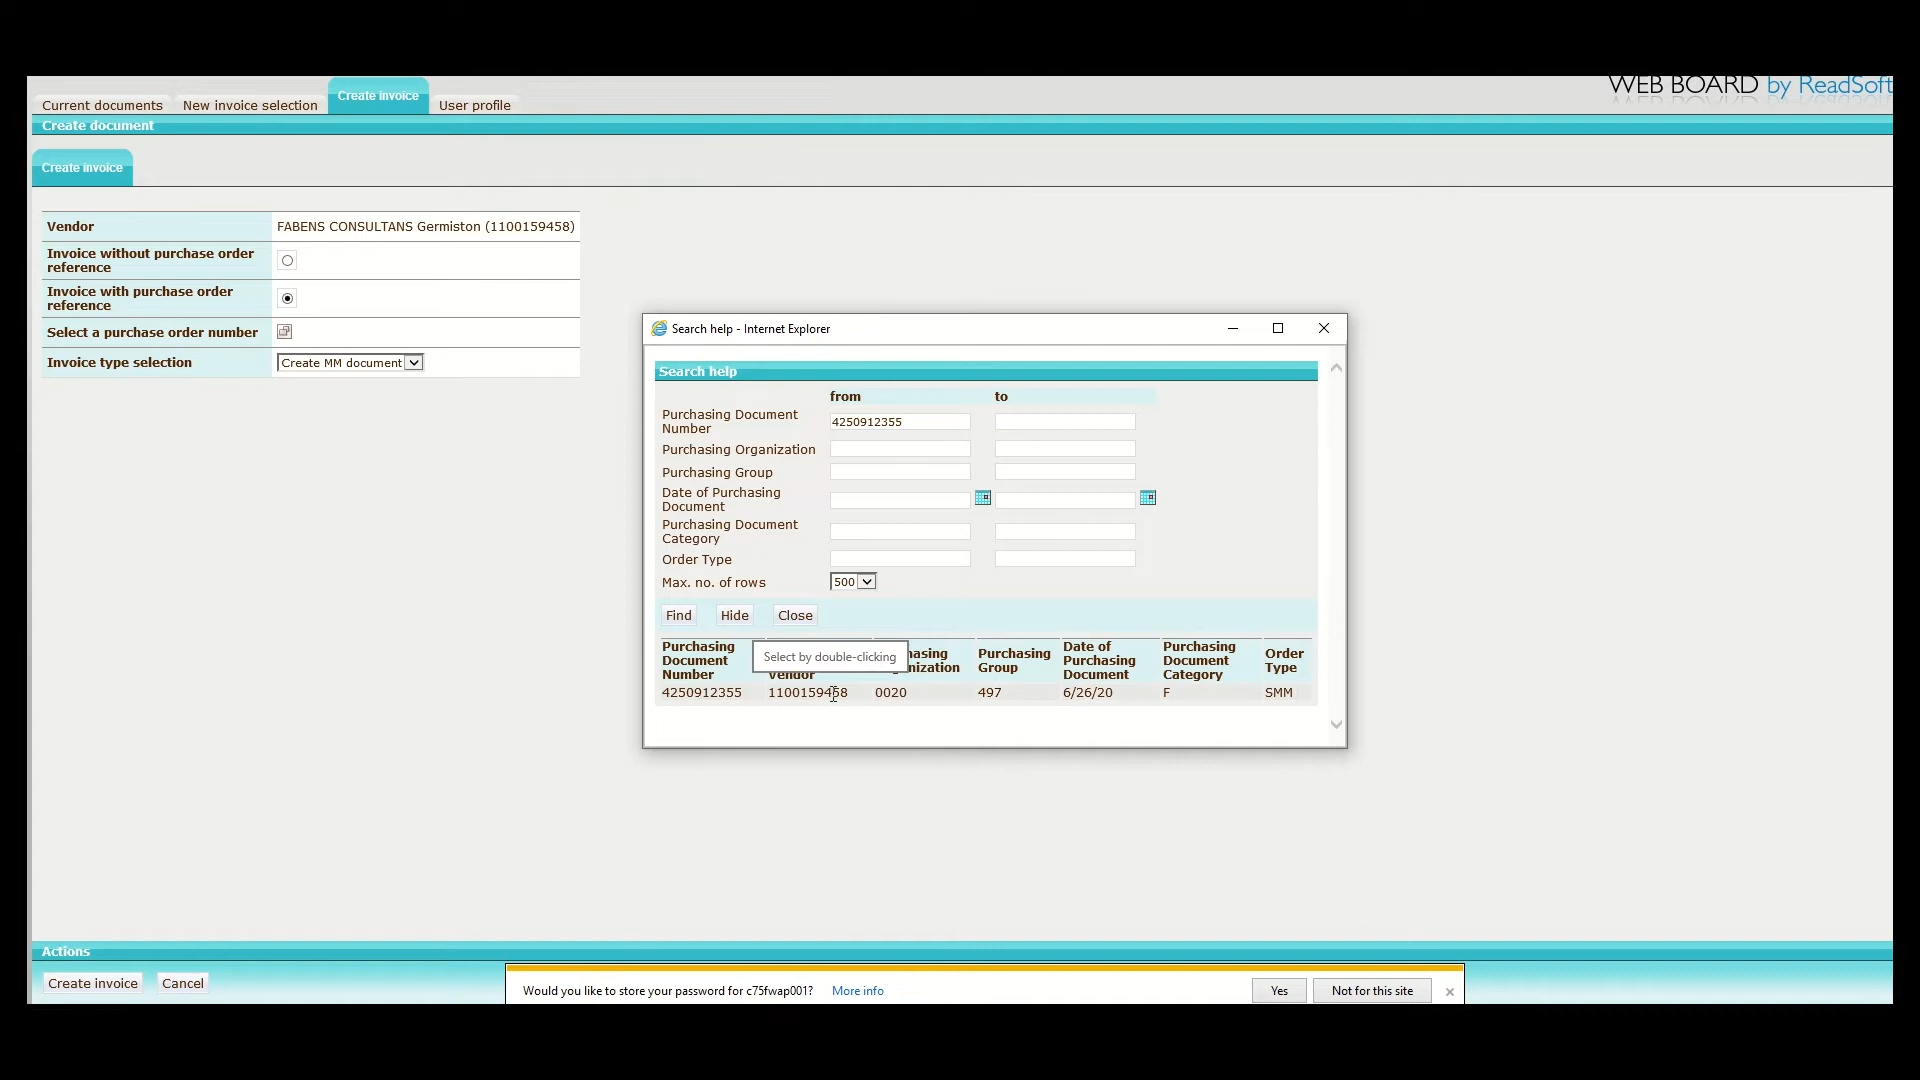 WEB BOARD by ReadSoft
Current documents New invoice selection Create invoice User profile
Create document
Create invoice
Vendor FABENS CONSULTANS Germiston (1100159458)
Invoice without purchase order
reference
Invoice with purchase order
reference
Select a purchase order number
Invoice type selection Create MM document
Search help - Internet Explorer
Search help
from to
Purchasing Document
Number
4250912355
Purchasing Organization
Purchasing Group
Date of Purchasing
Document
Purchasing Document
Category
Order Type
Max. no. of rows 500
Find Hide Close
Select by double-clicking
Purchasing
Document
Number
Vendor
Purchasing
Group
Date of
Purchasing
Document
Purchasing
Document
Category
Order
Type
4250912355 1100159458 0020 497 6/26/20 F SMM
Actions
Create invoice Cancel
Would you like to store your password for c75fwap001? More info Yes Not for this site